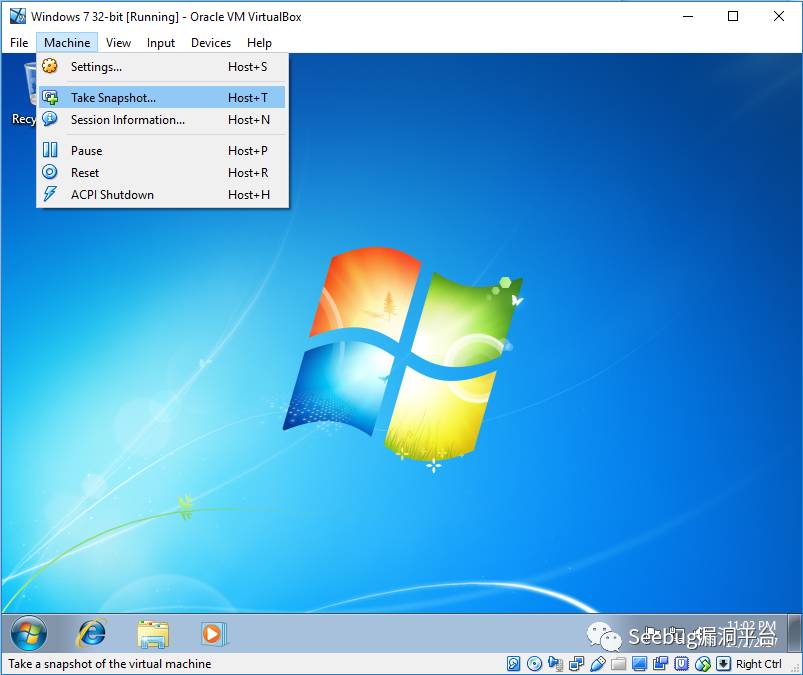 Windows 7 32-bit [Running] - Oracle VM VirtualBox
File Machine View Input Devices Help
Settings... Host+S
Take Snapshot... Host+T
Session Information... Host+N
Pause Host+P
Reset Host+R
ACPI Shutdown Host+H
Recy
11:02 PM
Seebug漏洞平台
Take a snapshot of the virtual machine
Right Ctrl